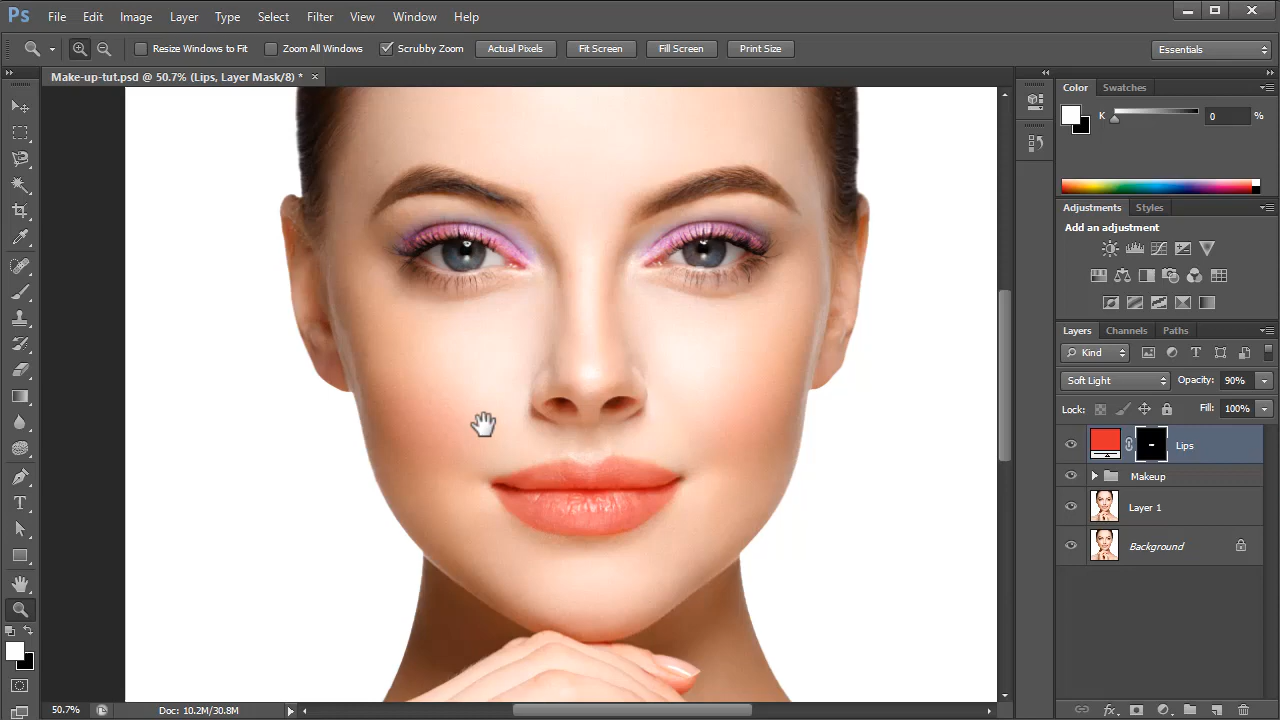 Ps File Edit Image Layer Type Select Filter View Window Help
Resize Windows to Fit Zoom All Windows Scrubby Zoom Actual Pixels Fit Screen Fill Screen Print Size Essentials
Make-up-tut.psd @ 50.7% (Lips, Layer Mask/8) * ×
Color Swatches
K 0 %
Adjustments Styles
Add an adjustment
Layers Channels Paths
Kind T
Soft Light Opacity: 90%
Lock: Fill: 100%
Lips
Makeup
Layer 1
Background
T
50.7% Doc: 10.2M/30.8M
fx